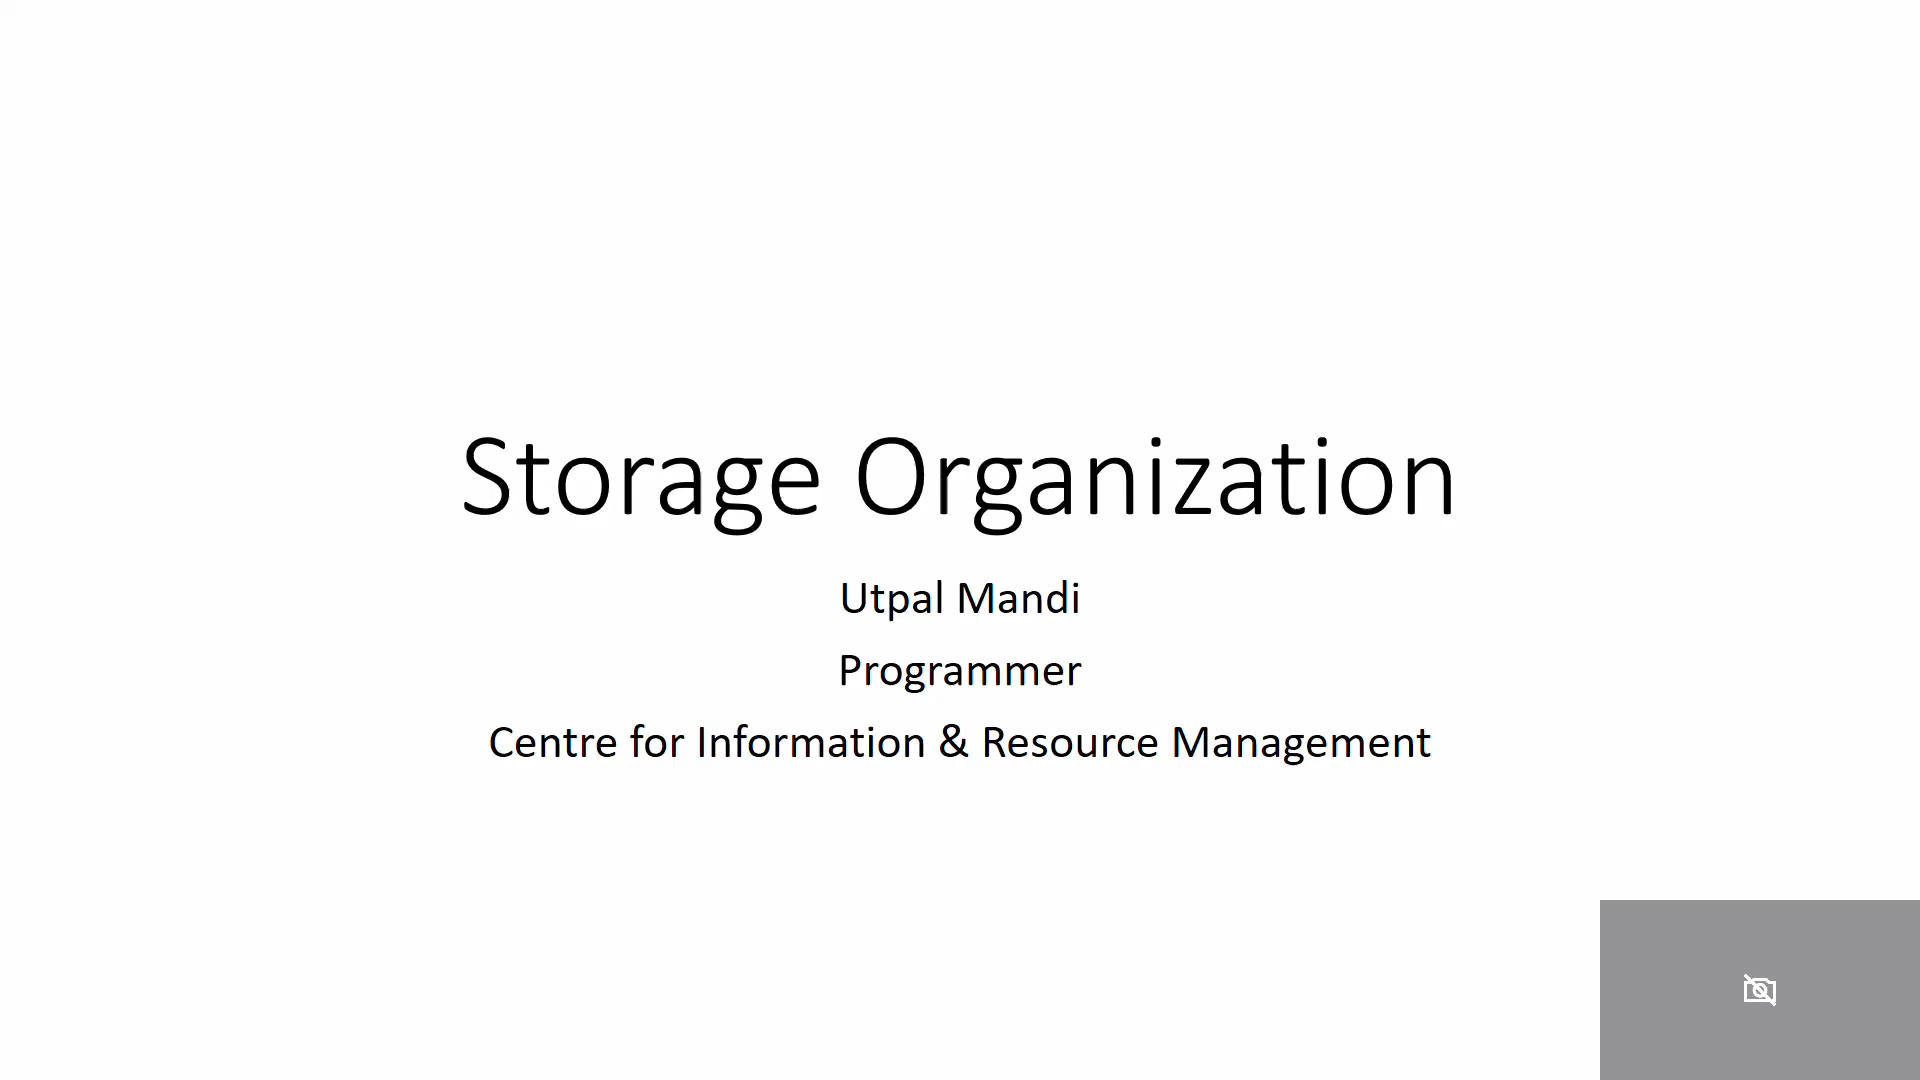 Storage Organization
Utpal Mandi
Programmer
Centre for Information & Resource Management